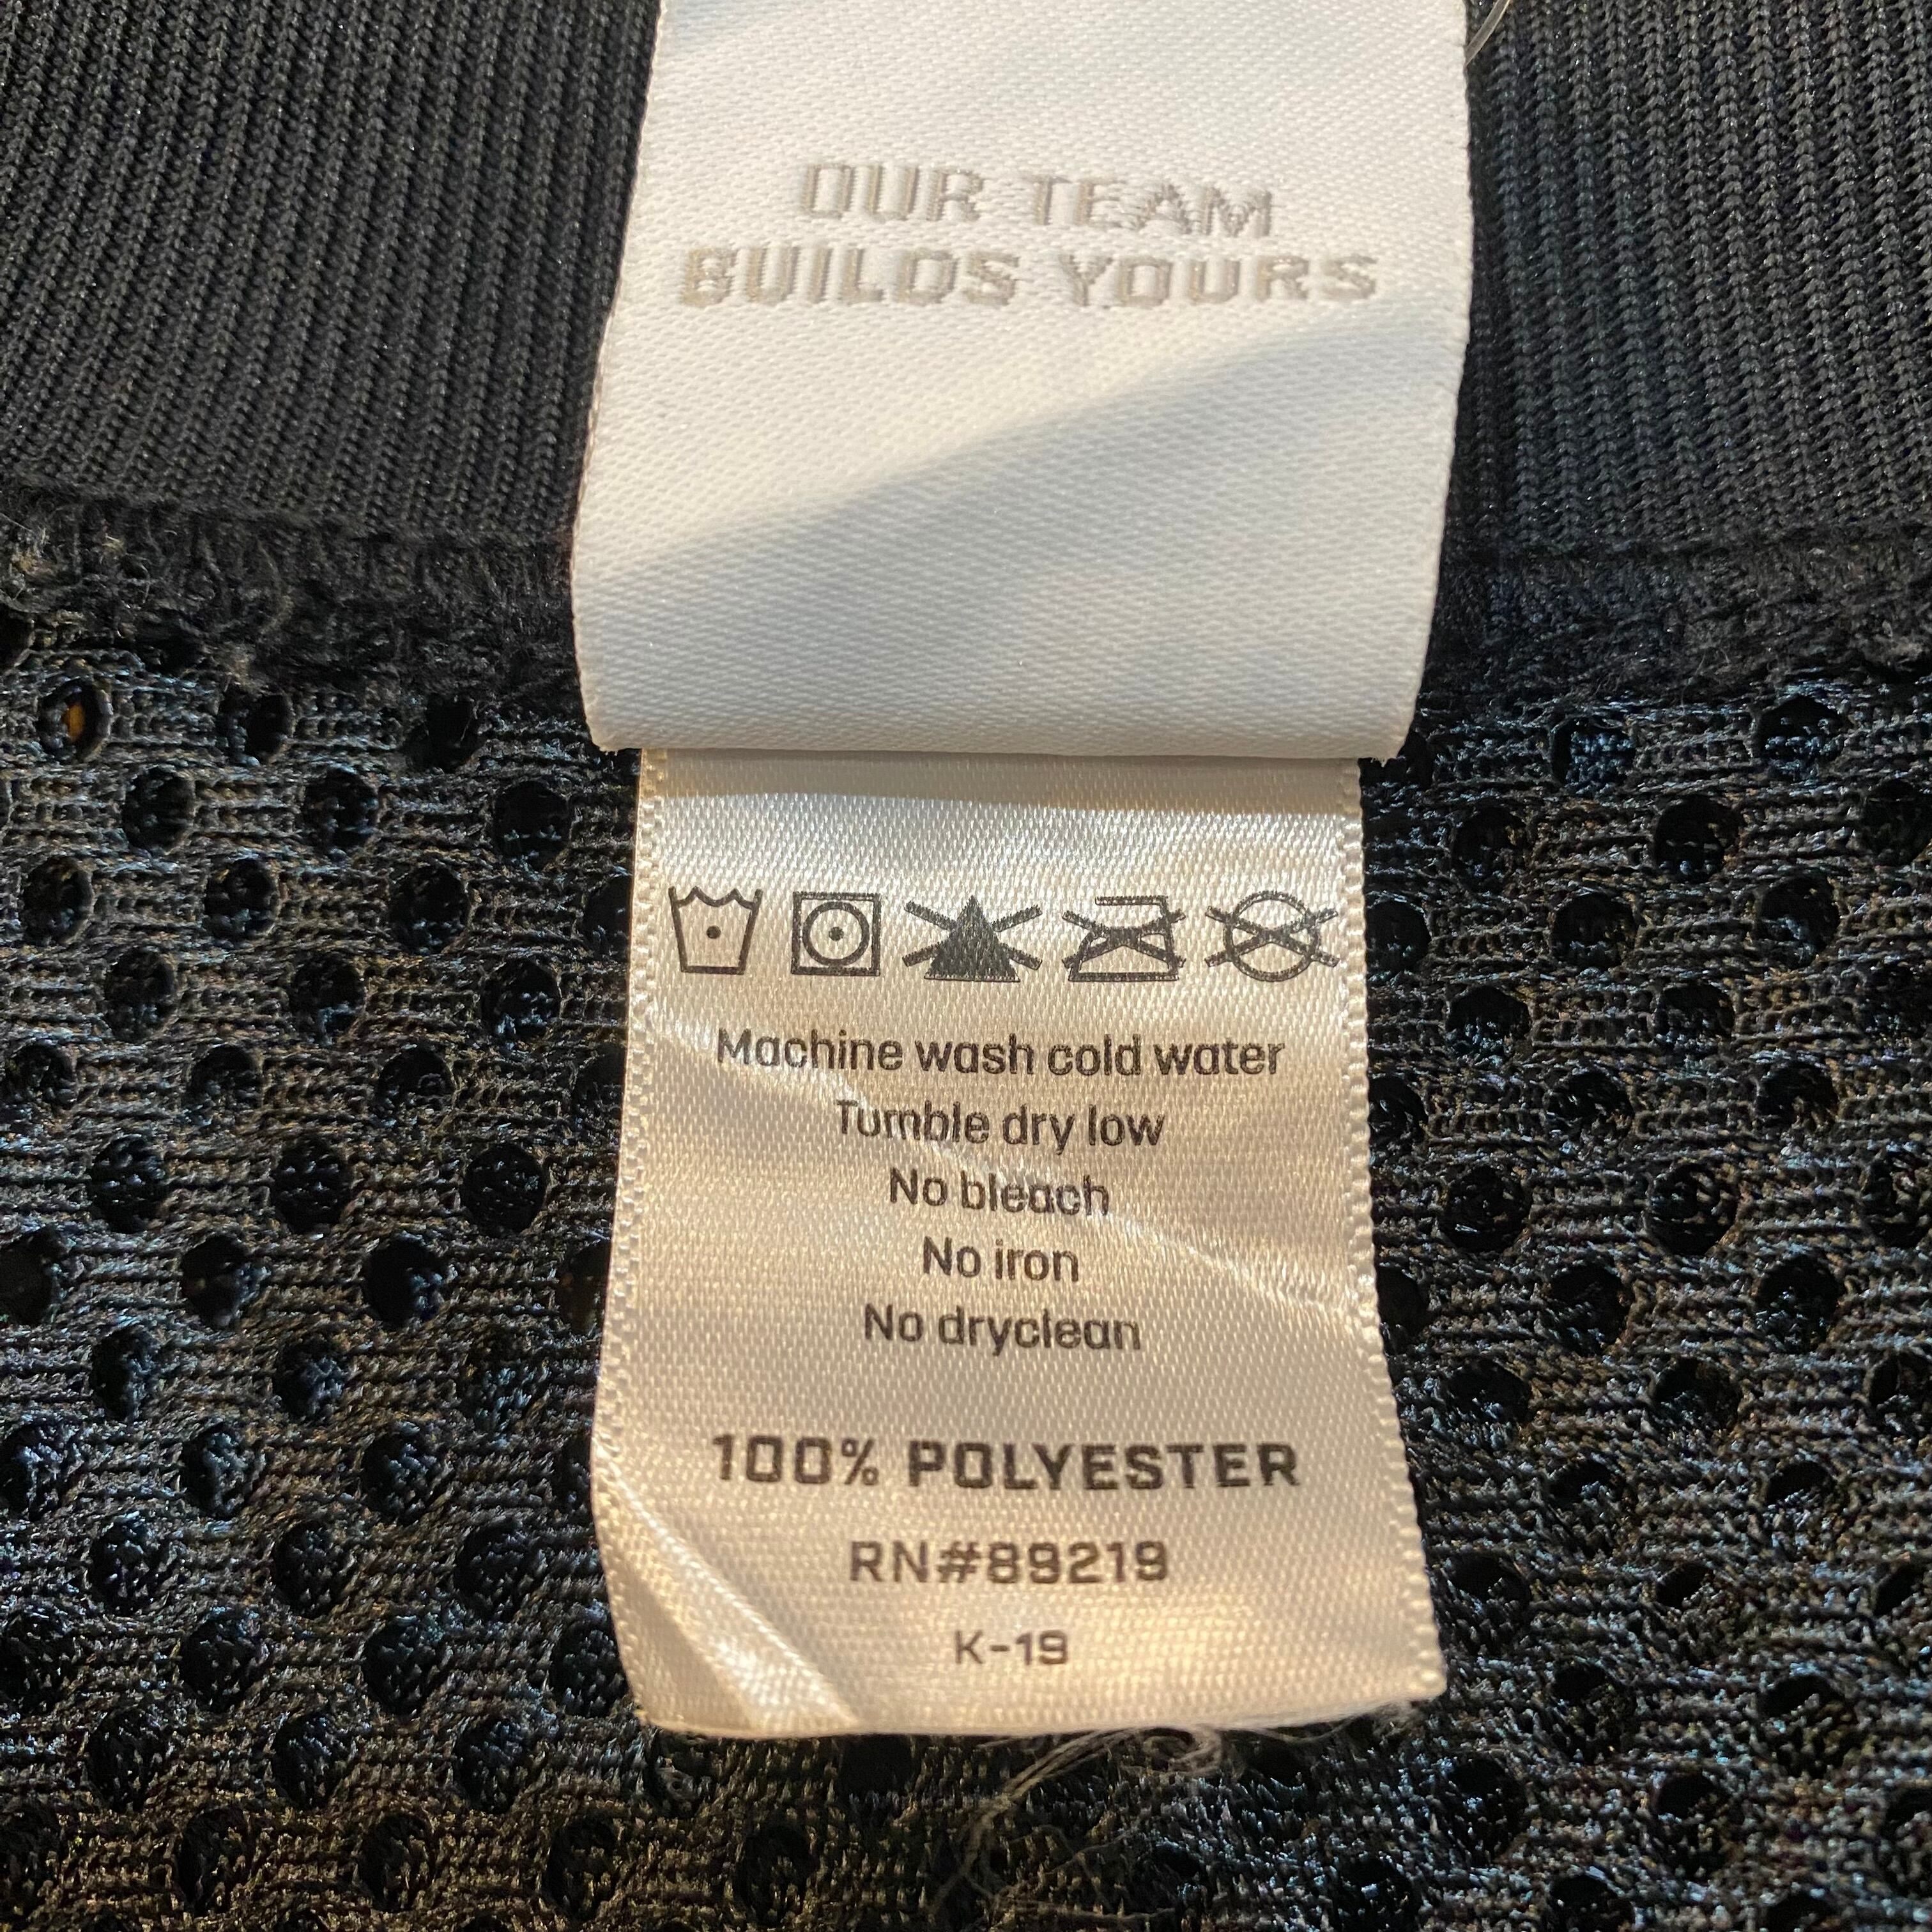 OUR TEAM
BUILDS YOURS
Machine wash cold water
Tumble dry low
No bleach
No iron
No dryclean
100% POLYESTER
RN#89219
K-19